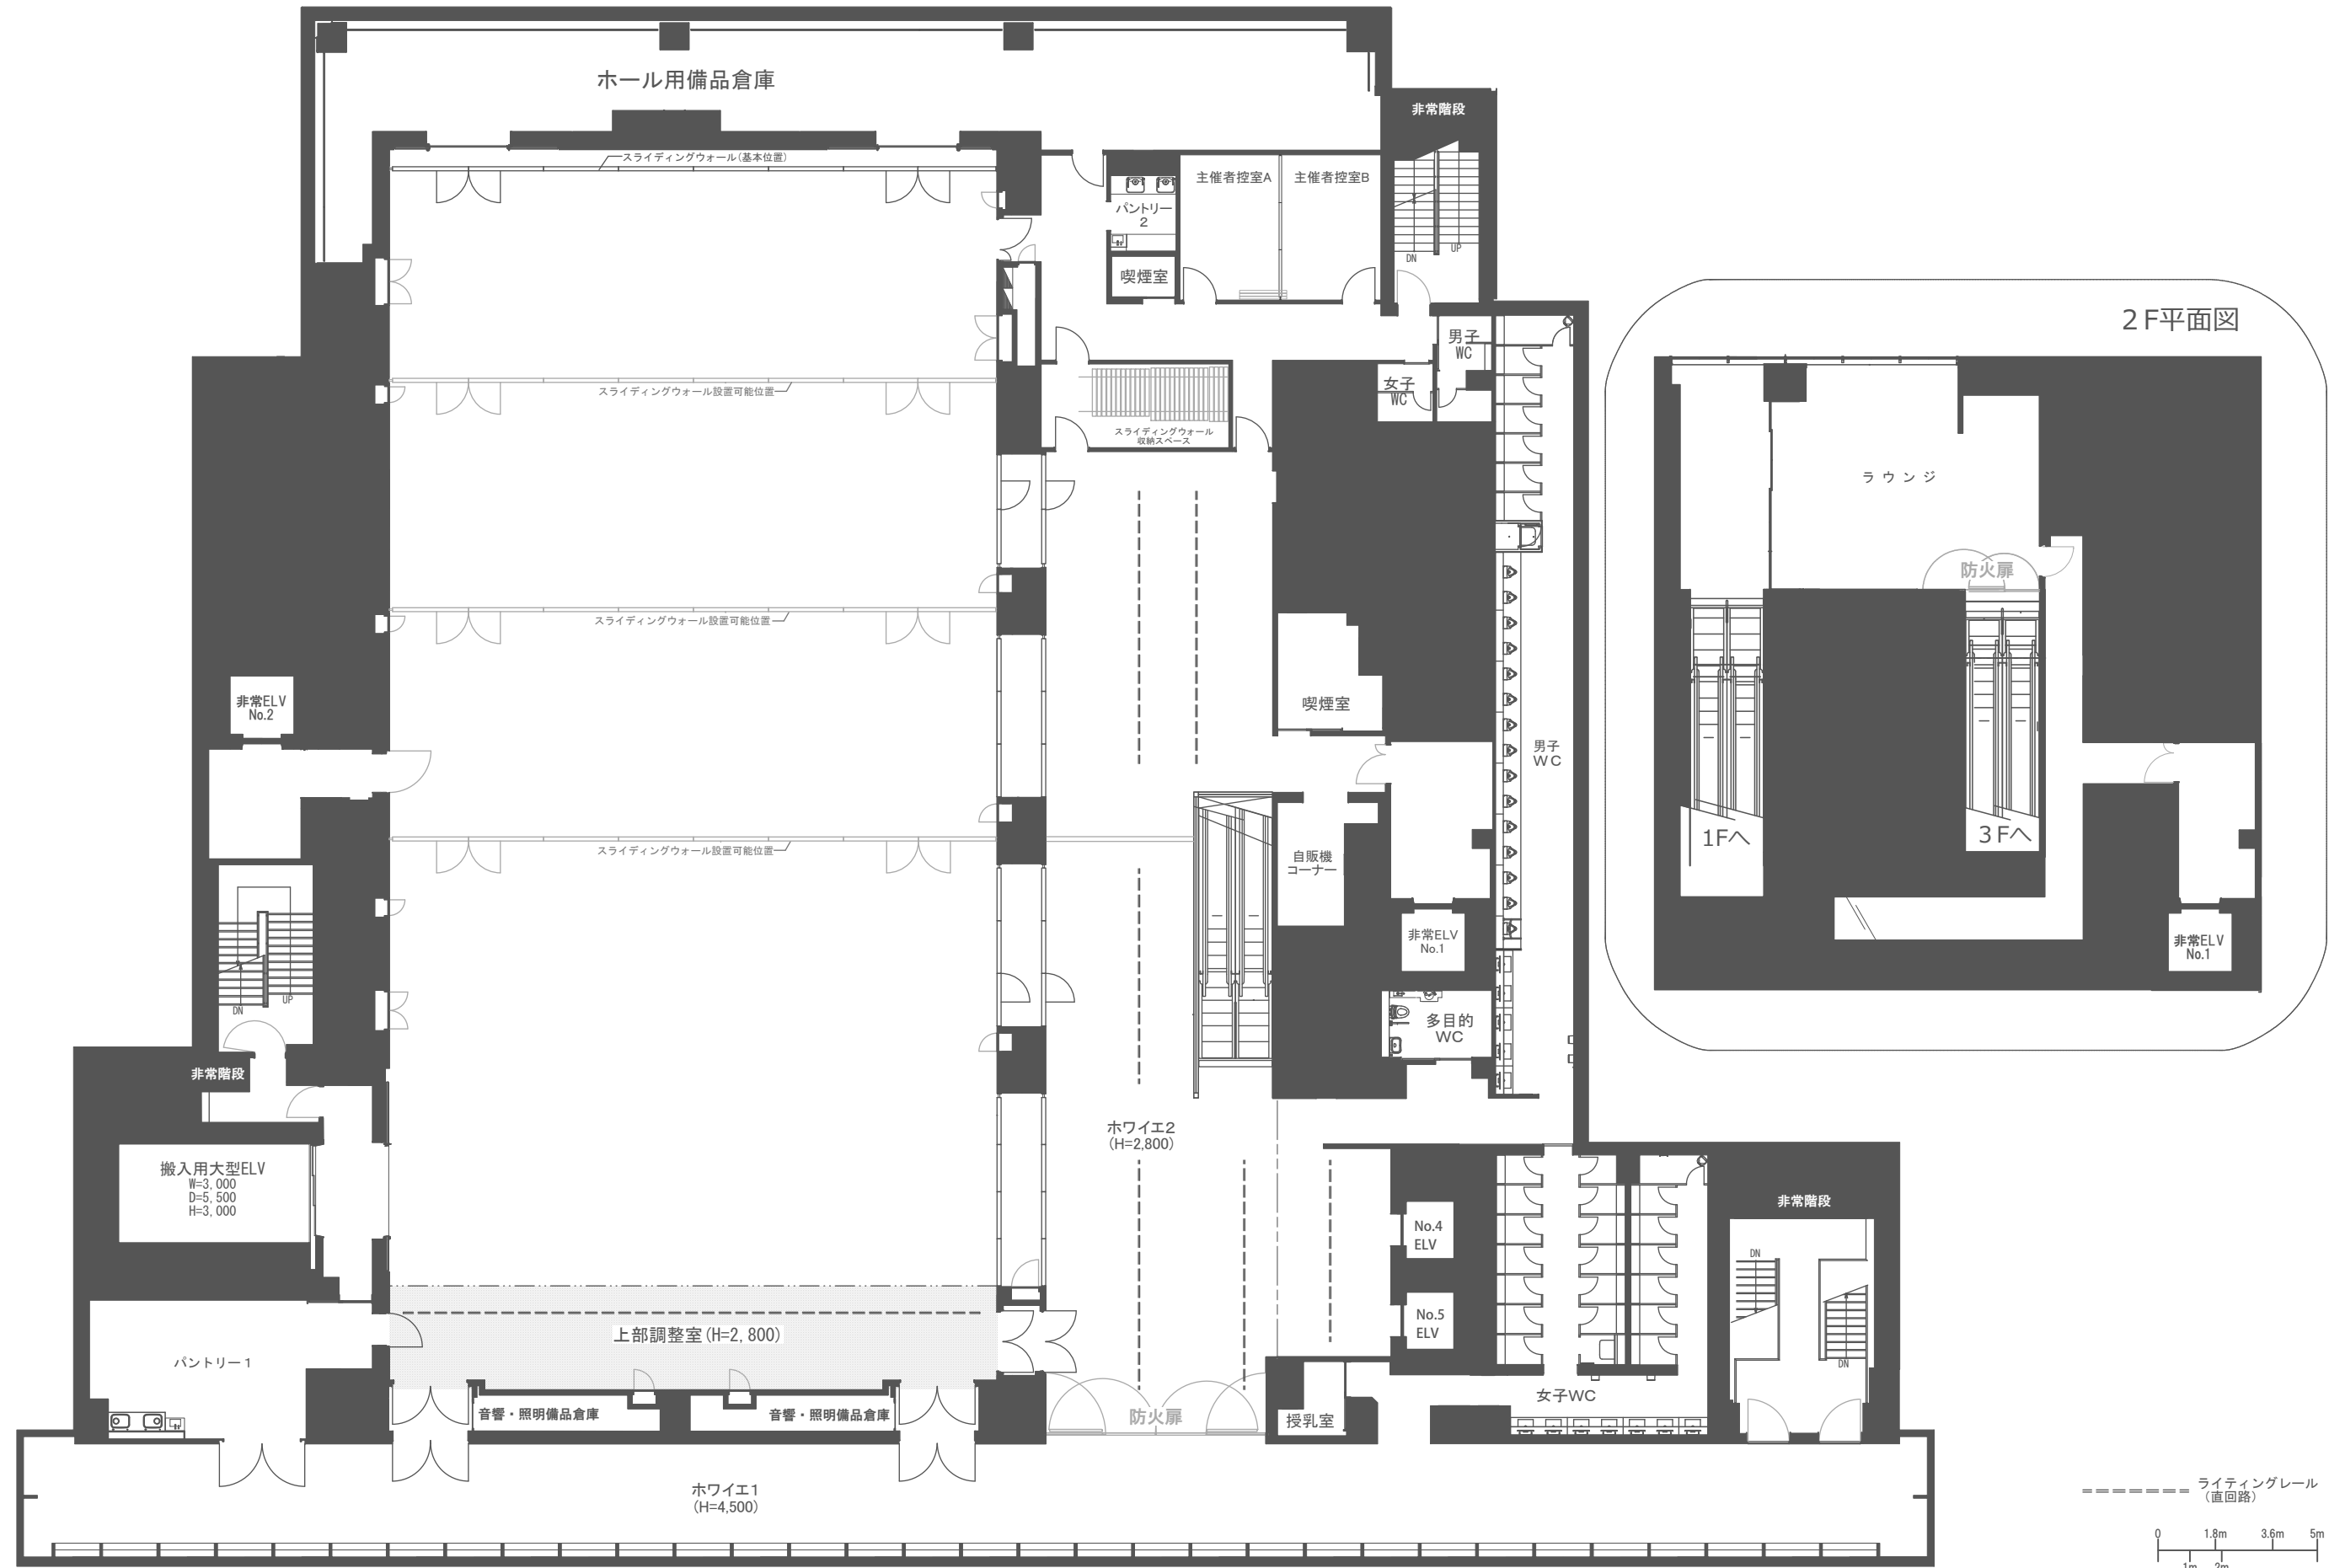 ホール用備品倉庫
非常階段
スライディングウォール(基本位置)
主催者控室A
主催者控室B
パントリー
2
喫煙室
DN
UP
男子
WC
女子
WC
スライディングウォール設置可能位置
スライディングウォール
収納スペース
2F平面図
ラウンジ
防火扉
1Fへ
3Fへ
非常ELV
No.1
スライディングウォール設置可能位置
非常ELV
No.2
喫煙室
男子
WC
スライディングウォール設置可能位置
自販機
コーナー
非常ELV
No.1
DN
UP
多目的
WC
非常階段
ホワイエ2
(H=2,800)
搬入用大型ELV
W=3,000
D=5,500
H=3,000
No.4
ELV
非常階段
DN
DN
No.5
ELV
上部調整室(H=2,800)
パントリー1
音響・照明備品倉庫
音響・照明備品倉庫
防火扉
授乳室
女子WC
ホワイエ1
(H=4,500)
ライティングレール
(直回路)
0 1.8m 3.6m 5m
1m 2m